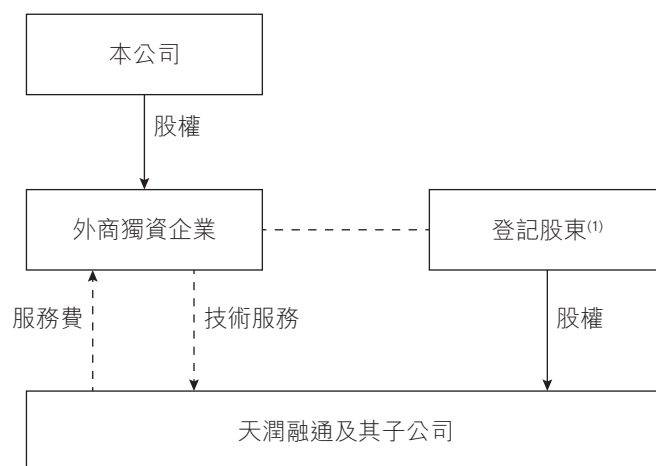 本公司
股權
外商獨資企業
登記股東(1)
服務費
技術服務
股權
天潤融通及其子公司